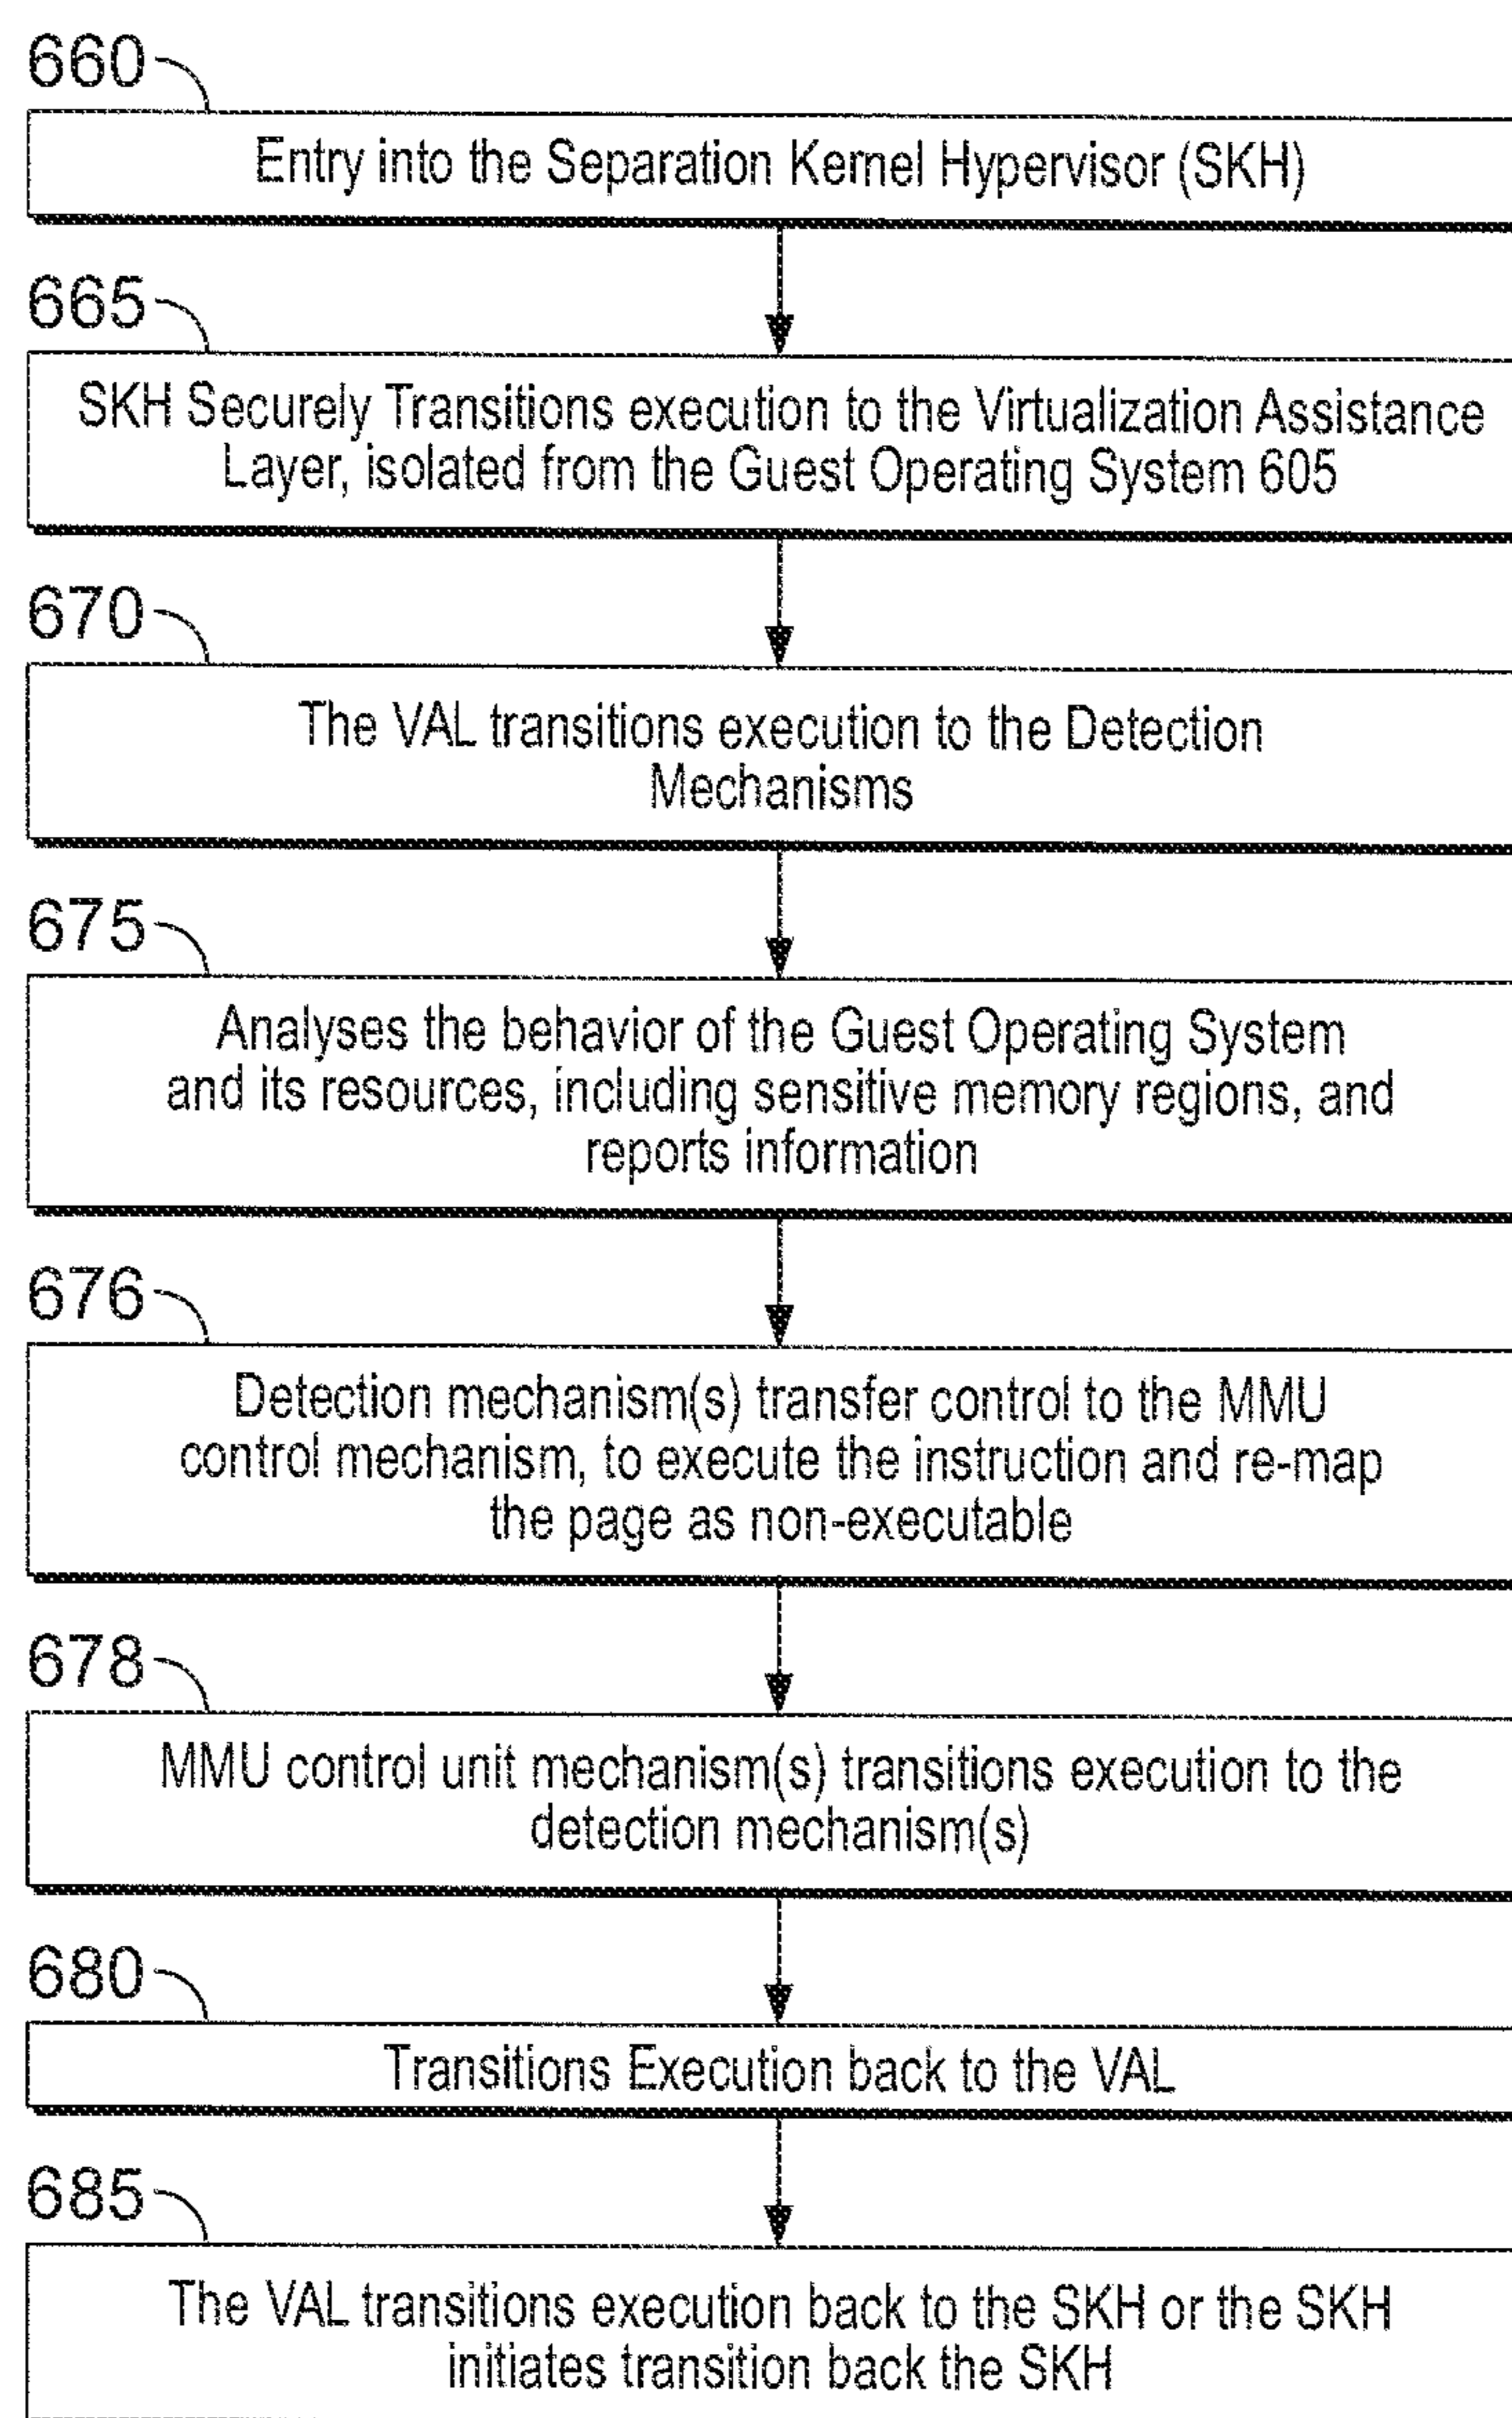 660
Entry into the Separation Kernel Hypervisor (SKH)
665
SKH Securely Transitions execution to the Virtualization Assistance
Layer, isolated from the Guest Operating System 605
670
The VAL transitions execution to the Detection
Mechanisms
675
Analyses the behavior of the Guest Operating System
and its resources, including sensitive memory regions, and
reports information
676
Detection mechanism(s) transfer control to the MMU
control mechanism, to execute the instruction and re-map
the page as non-executable
678
MMU control unit mechanism(s) transitions execution to the
detection mechanism(s)
680
Transitions Execution back to the VAL
685
The VAL transitions execution back to the SKH or the SKH
initiates transition back the SKH